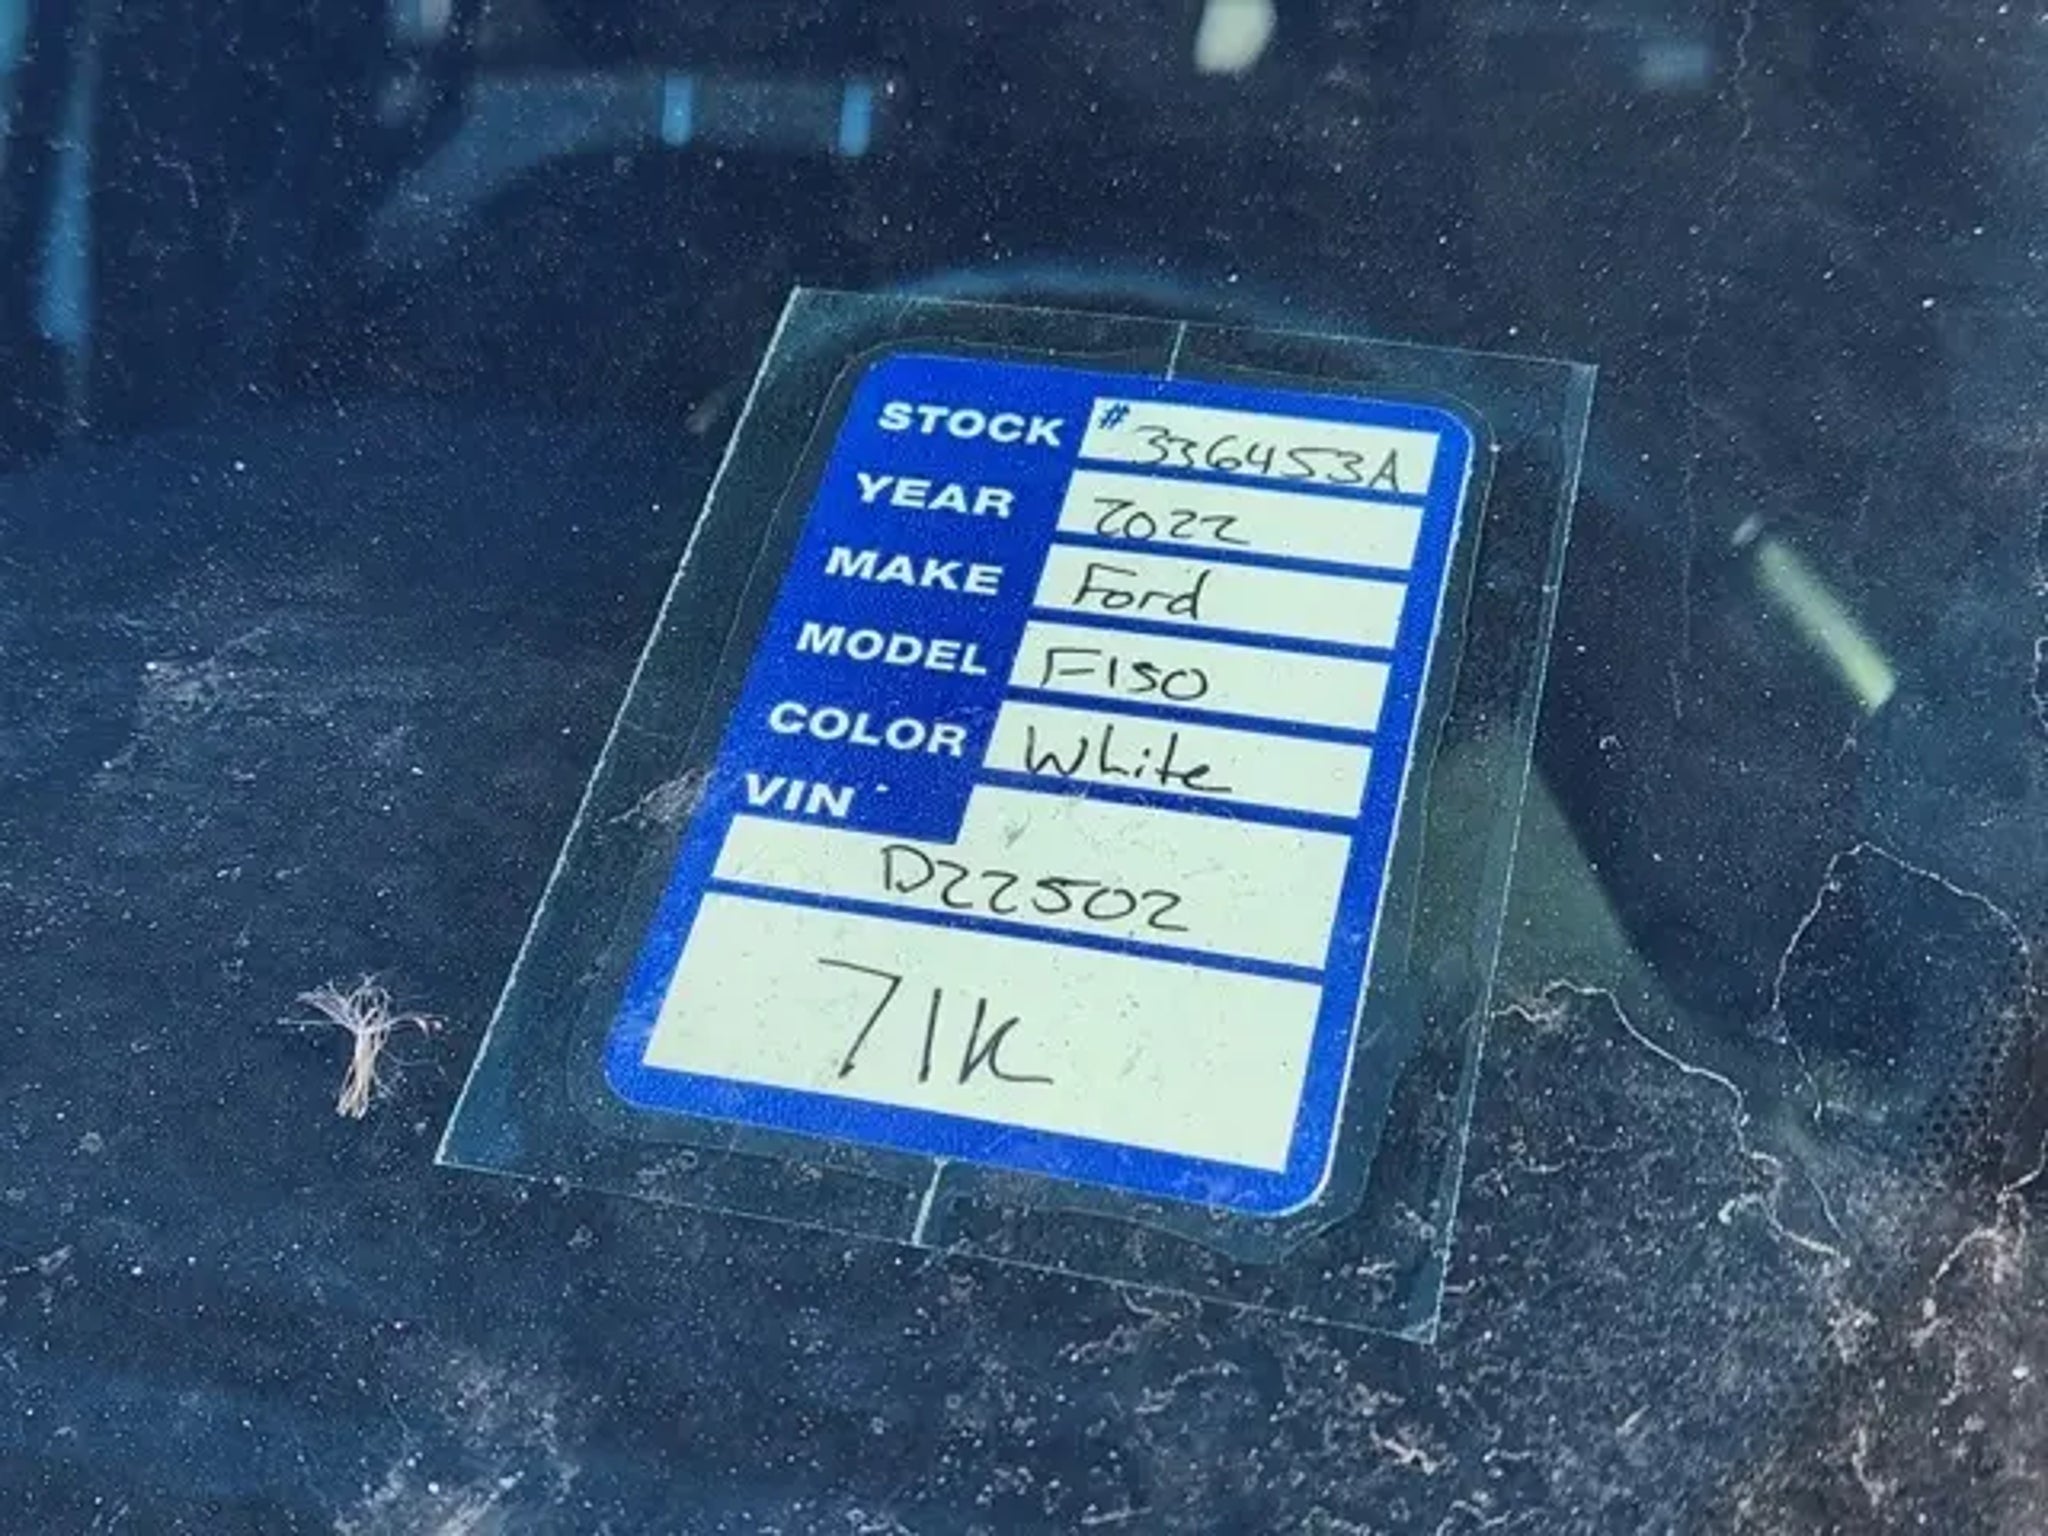 STOCK #336453A
YEAR 2022
MAKE Ford
MODEL F150
COLOR White
VIN
D22502
71K